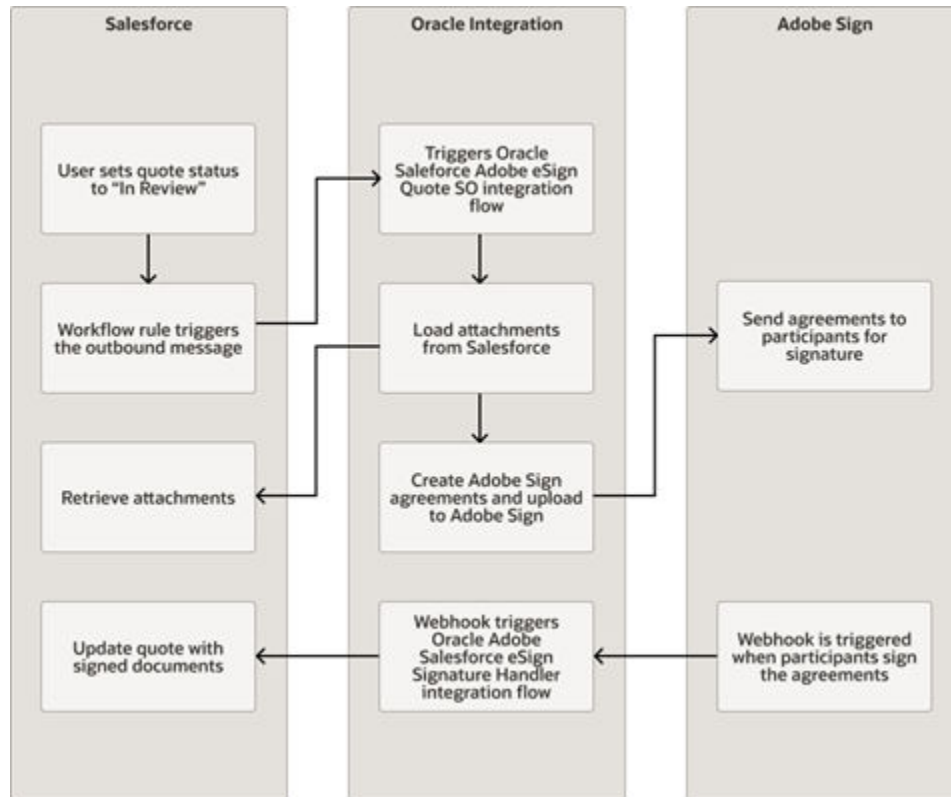 Salesforce
Oracle Integration
Adobe Sign
User sets quote status
to “In Review”
Triggers Oracle
Saleforce Adobe eSign
Quote SO integration
flow
Workflow rule triggers
the outbound message
Load attachments
from Salesforce
Send agreements to
participants for
signature
Retrieve attachments
Create Adobe Sign
agreements and upload
to Adobe Sign
Update quote with
signed documents
Webhook triggers
Oracle Adobe
Salesforce eSign
Signature Handler
integration flow
Webhook is triggered
when participants sign
the agreements